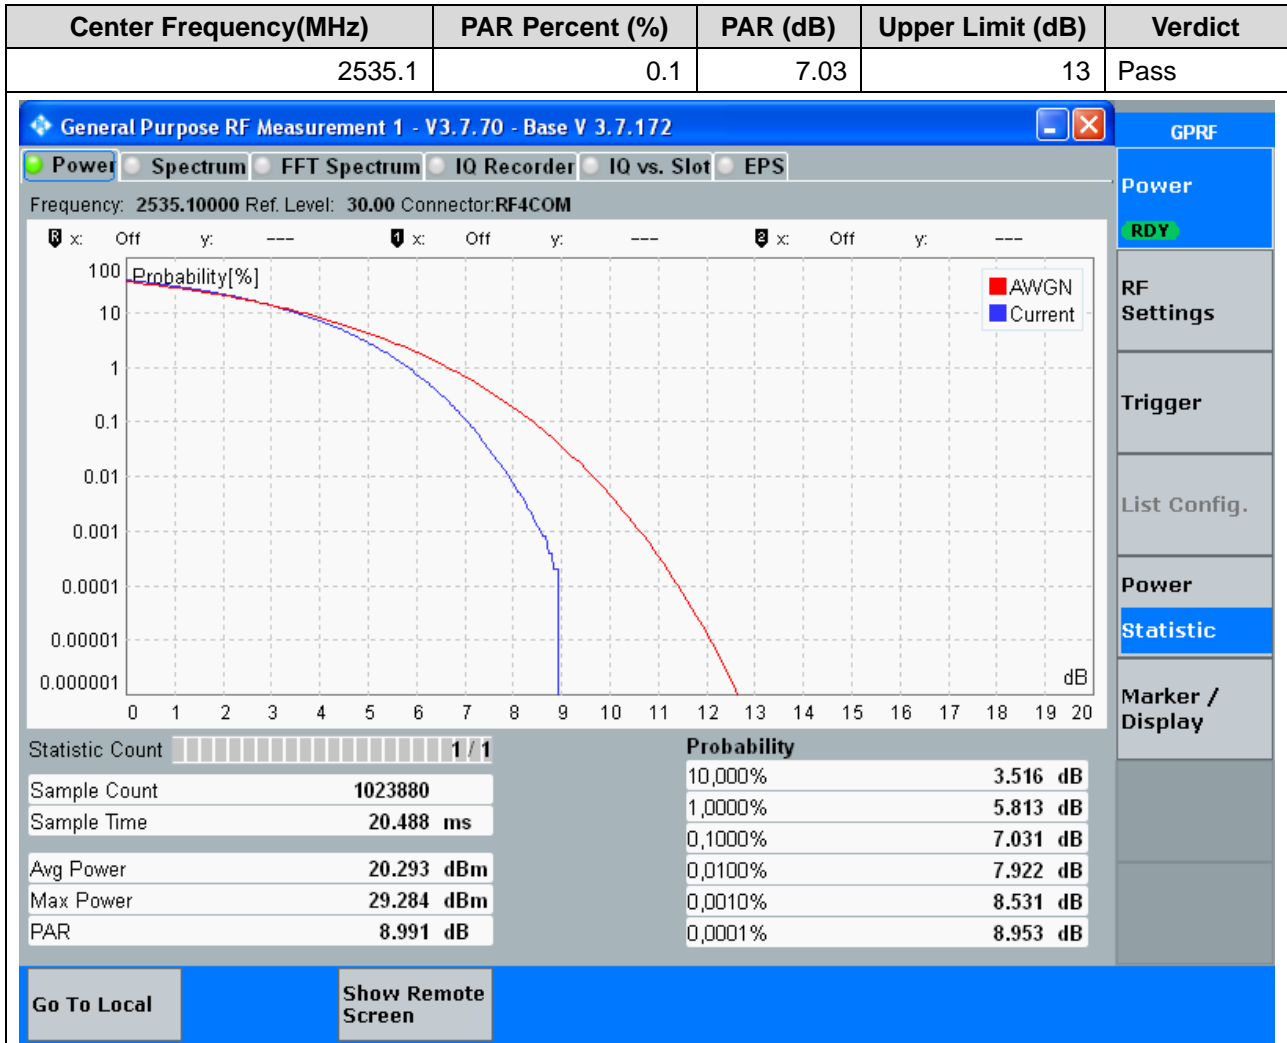 Center Frequency(MHz) PAR Percent (%) PAR (dB) Upper Limit (dB) Verdict
2535.1 0.1 7.03 13 Pass
General Purpose RF Measurement 1 - V3.7.70 - Base V 3.7.172
GPRF
Power Spectrum FFT Spectrum IQ Recorder IQ vs. Slot EPS
Frequency: 2535.10000 Ref. Level: 30.00 Connector:RF4COM
R x: Off y: --- 1 x: Off y: --- 2 x: Off y: ---
Probability[%]
100
10
1
0.1
0.01
0.001
0.0001
0.00001
0.000001
AWGN
Current
dB
0 1 2 3 4 5 6 7 8 9 10 11 12 13 14 15 16 17 18 19 20
Statistic Count 1 / 1
Sample Count 1023880
Sample Time 20.488 ms
Avg Power 20.293 dBm
Max Power 29.284 dBm
PAR 8.991 dB
Probability
10,000% 3.516 dB
1,0000% 5.813 dB
0,1000% 7.031 dB
0,0100% 7.922 dB
0,0010% 8.531 dB
0,0001% 8.953 dB
Power
RDY
RF
Settings
Trigger
List Config.
Power
Statistic
Marker /
Display
Go To Local
Show Remote
Screen